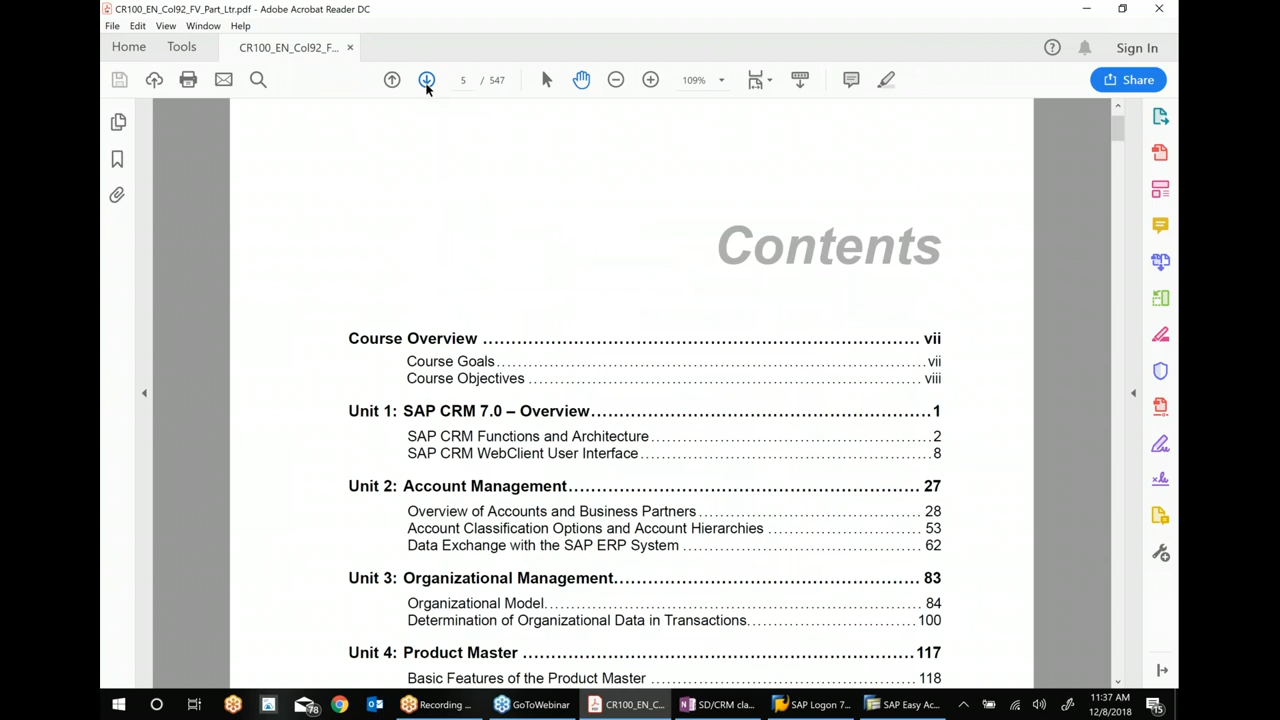 CR100_EN_Col92_FV_Part_Ltr.pdf - Adobe Acrobat Reader DC
File Edit View Window Help
Home Tools CR100_EN_Col92_F... × Sign In
5 / 547 109% Share
Contents
Course Overview .......... vii
Course Goals .......... vii
Course Objectives .......... viii
Unit 1: SAP CRM 7.0 – Overview .......... 1
SAP CRM Functions and Architecture .......... 2
SAP CRM WebClient User Interface .......... 8
Unit 2: Account Management .......... 27
Overview of Accounts and Business Partners .......... 28
Account Classification Options and Account Hierarchies .......... 53
Data Exchange with the SAP ERP System .......... 62
Unit 3: Organizational Management .......... 83
Organizational Model .......... 84
Determination of Organizational Data in Transactions .......... 100
Unit 4: Product Master .......... 117
Basic Features of the Product Master .......... 118
78 Recording ... GoToWebinar CR100_EN_C... SD/CRM cla... SAP Logon 7... SAP Easy Ac... 11:37 AM 15
12/8/2018